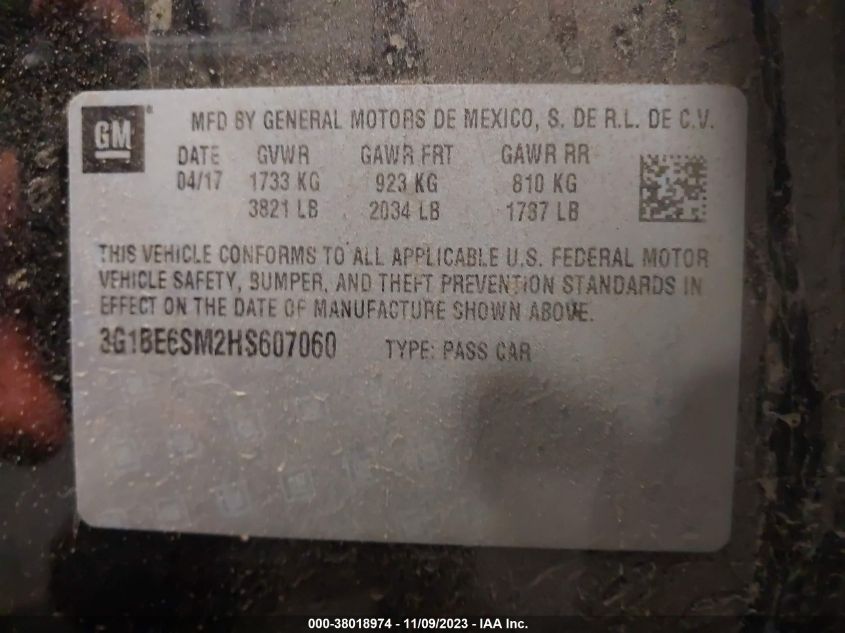 GM ® MFD BY GENERAL MOTORS DE MEXICO, S. DE R.L. DE C.V.
DATE GVWR GAWR FRT GAWR RR
04/17 1733 KG 923 KG 810 KG
3821 LB 2034 LB 1787 LB
THIS VEHICLE CONFORMS TO ALL APPLICABLE U.S. FEDERAL MOTOR
VEHICLE SAFETY, BUMPER, AND THEFT PREVENTION STANDARDS IN
EFFECT ON THE DATE OF MANUFACTURE SHOWN ABOVE.
3G1BE6SM2HS607060 TYPE: PASS CAR
000-38018974 - 11/09/2023 - IAA Inc.